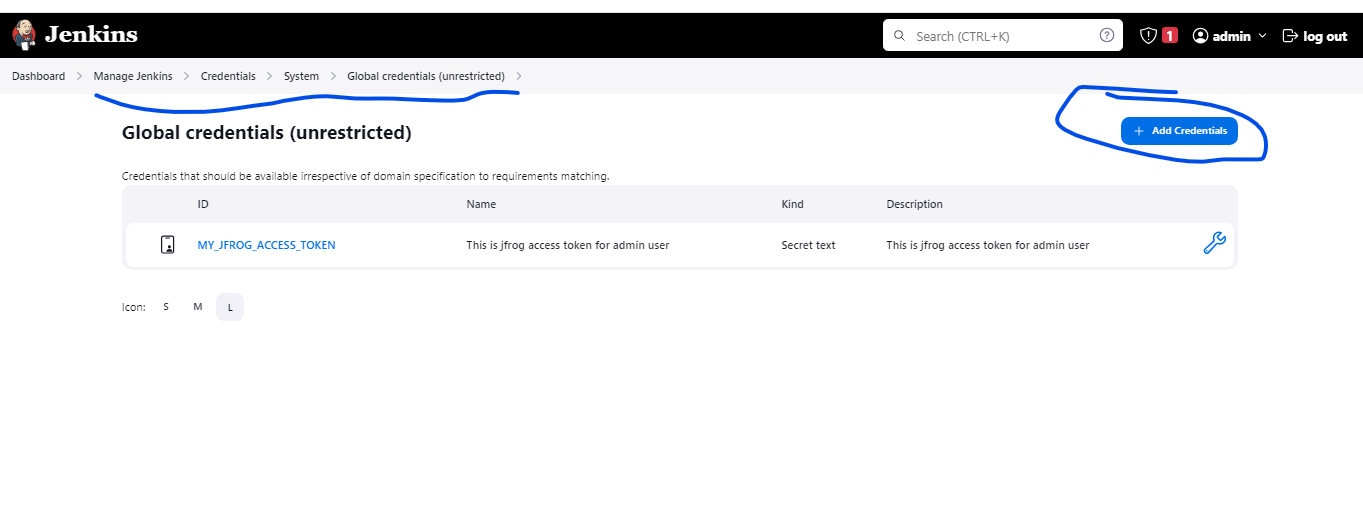 Jenkins Search (CTRL+K) ? 1 admin log out
Dashboard > Manage Jenkins > Credentials > System > Global credentials (unrestricted) >
Global credentials (unrestricted) + Add Credentials
Credentials that should be available irrespective of domain specification to requirements matching.
ID Name Kind Description
MY_JFROG_ACCESS_TOKEN This is jfrog access token for admin user Secret text This is jfrog access token for admin user
Icon: S M L